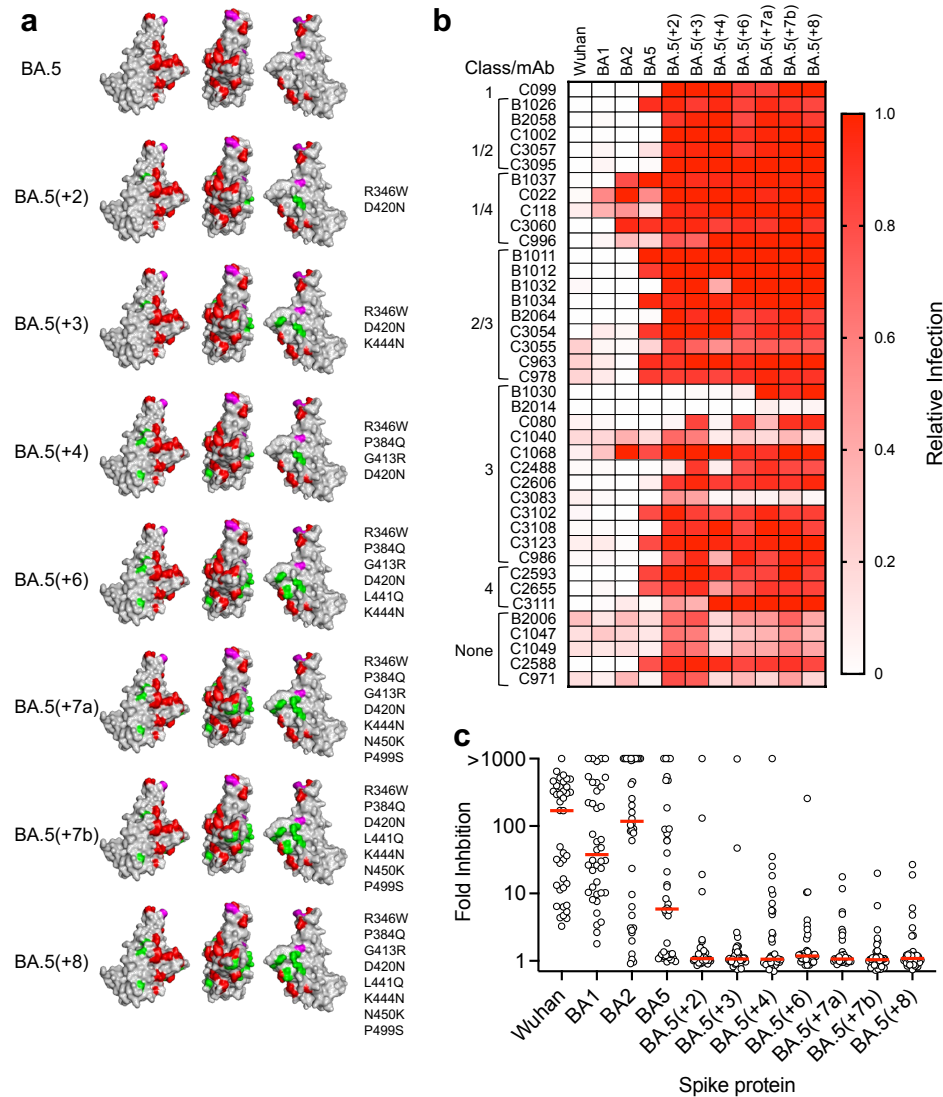 a
BA.5
BA.5(+2)
R346W
D420N
BA.5(+3)
R346W
D420N
K444N
BA.5(+4)
R346W
P384Q
G413R
D420N
BA.5(+6)
R346W
P384Q
G413R
D420N
L441Q
K444N
BA.5(+7a)
R346W
P384Q
G413R
D420N
K444N
N450K
P499S
BA.5(+7b)
R346W
P384Q
D420N
L441Q
K444N
N450K
P499S
BA.5(+8)
R346W
P384Q
G413R
D420N
L441Q
K444N
N450K
P499S
b
Class/mAb
Wuhan
BA1
BA2
BA5
BA.5(+2)
BA.5(+3)
BA.5(+4)
BA.5(+6)
BA.5(+7a)
BA.5(+7b)
BA.5(+8)
1
C099
1/2
B1026
B2058
C1002
C3057
C3095
1/4
B1037
C022
C118
C3060
C996
2/3
B1011
B1012
B1032
B1034
B2064
C3054
C3055
C963
C978
3
B1030
B2014
C080
C1040
C1068
C2488
C2606
C3083
C3102
C3108
C3123
C986
4
C2593
C2655
C3111
None
B2006
C1047
C1049
C2588
C971
1.0
0.8
0.6
0.4
0.2
0
Relative Infection
c
>
1000
100
10
1
Fold Inhibtion
Wuhan
BA1
BA2
BA5
BA.5(+2)
BA.5(+3)
BA.5(+4)
BA.5(+6)
BA.5(+7a)
BA.5(+7b)
BA.5(+8)
Spike protein